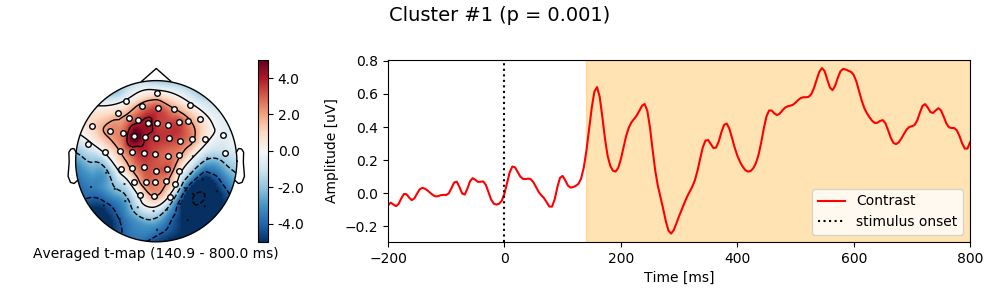 Cluster #1 (p = 0.001)
4.0
2.0
0.0
−2.0
−4.0
Averaged t-map (140.9 - 800.0 ms)
Amplitude [uV]
0.8
0.6
0.4
0.2
0.0
−0.2
Contrast
stimulus onset
−200
0
200
400
600
800
Time [ms]